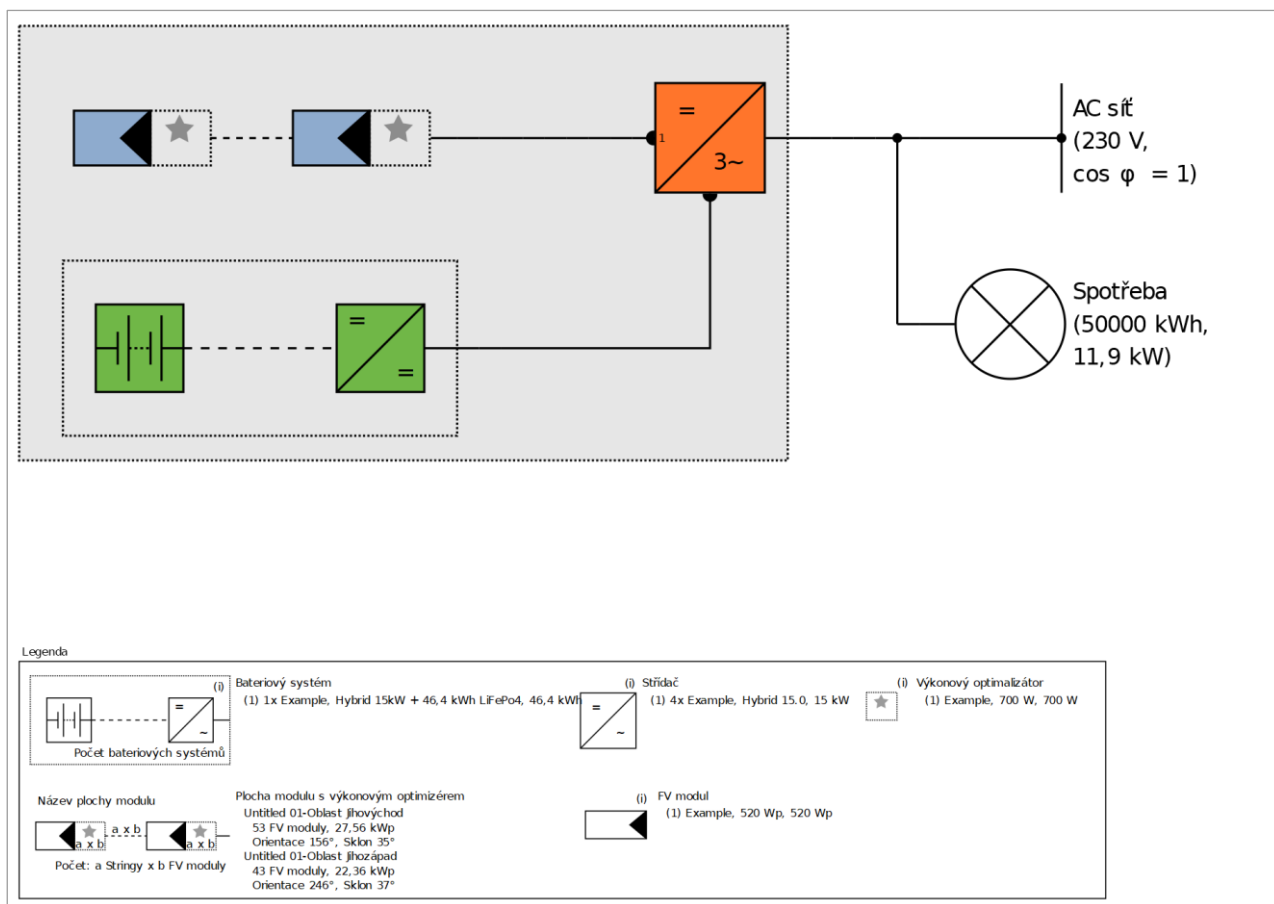 =
3~
1
AC síť
(230 V,
cos φ = 1)
=
=
Spotřeba
(50000 kWh,
11,9 kW)
Legenda
(i)
=
~
Počet bateriových systémů
Bateriový systém
(1) 1x Example, Hybrid 15kW + 46,4 kWh LiFePo4, 46,4 kWh
(i)
=
~
Střídač
(1) 4x Example, Hybrid 15.0, 15 kW
(i) Výkonový optimalizátor
(1) Example, 700 W, 700 W
Název plochy modulu
a x b
a x b
a x b
Počet: a Stringy x b FV moduly
Plocha modulu s výkonovým optimizérem
Untitled 01-Oblast Jihovýchod
53 FV moduly, 27,56 kWp
Orientace 156°, Sklon 35°
Untitled 01-Oblast Jihozápad
43 FV moduly, 22,36 kWp
Orientace 246°, Sklon 37°
(i) FV modul
(1) Example, 520 Wp, 520 Wp